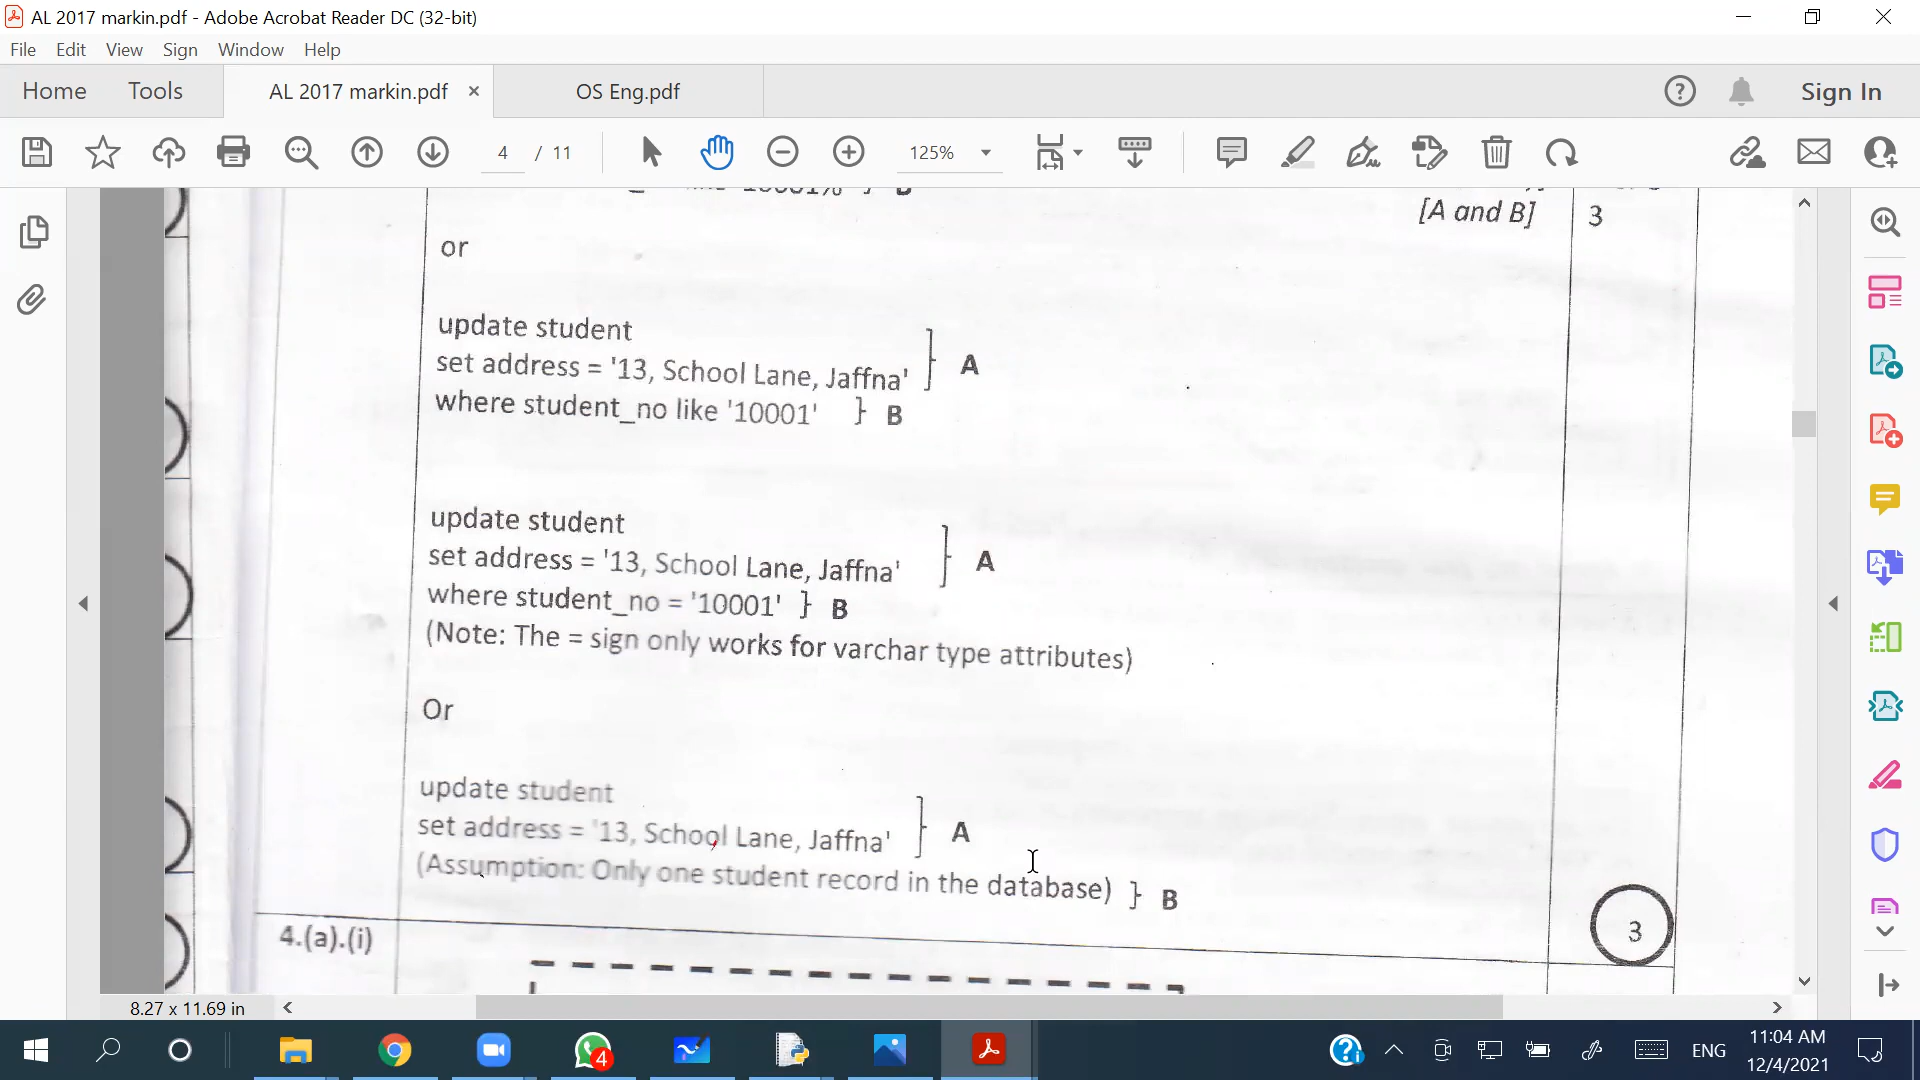 AL 2017 markin.pdf - Adobe Acrobat Reader DC (32-bit)
File Edit View Sign Window Help
Home Tools AL 2017 markin.pdf × OS Eng.pdf Sign In
4 / 11 125%
[A and B] 3
or
update student
set address = '13, School Lane, Jaffna' } A
where student_no like '10001' } B
update student
set address = '13, School Lane, Jaffna' } A
where student_no = '10001' } B
(Note: The = sign only works for varchar type attributes)
Or
update student
set address = '13, School Lane, Jaffna' } A
(Assumption: Only one student record in the database) } B
3
4.(a).(i)
8.27 x 11.69 in
4
ENG
11:04 AM
12/4/2021